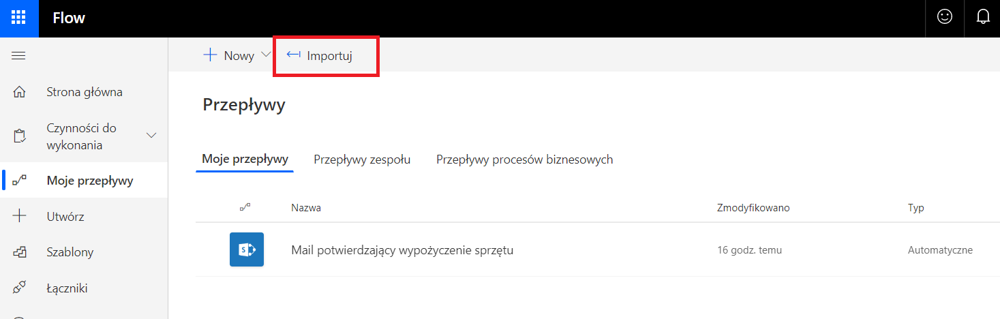 Flow
Nowy
Importuj
Strona główna
Czynności do
wykonania
Moje przepływy
Utwórz
Szablony
Łączniki
Przepływy
Moje przepływy Przepływy zespołu Przepływy procesów biznesowych
Nazwa Zmodyfikowano Typ
S Mail potwierdzający wypożyczenie sprzętu 16 godz. temu Automatyczne